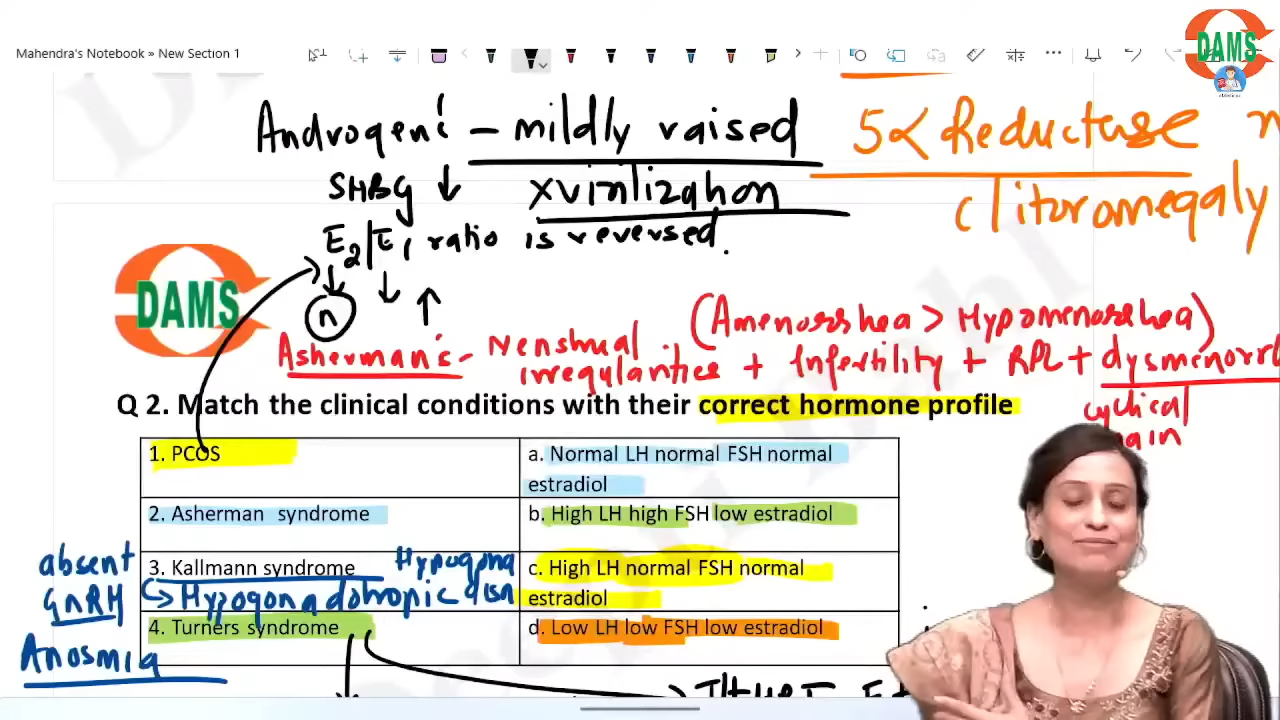 Mahendra's Notebook » New Section 1
DAMS
Androgen: – mildly raised
5α Reductase
SHBG ↓ xvirilization
clitoromegaly
E2/E1 ratio is reversed.
↓ ↓ ↑
n
DAMS
(Amenorrhea > Hypomenorrhea)
Asherman's – Menstrual irregularities + Infertility + RPL +
cyclical
pain
Q 2. Match the clinical conditions with their correct hormone profile
1. PCOS
a. Normal LH normal FSH normal
estradiol
2. Asherman syndrome
b. High LH high FSH low estradiol
3. Kallmann syndrome
c. High LH normal FSH normal
estradiol
4. Turners syndrome
d. Low LH low FSH low estradiol
absent
GnRH
Anosmia
Hypogona
Hypogonadotropic dism